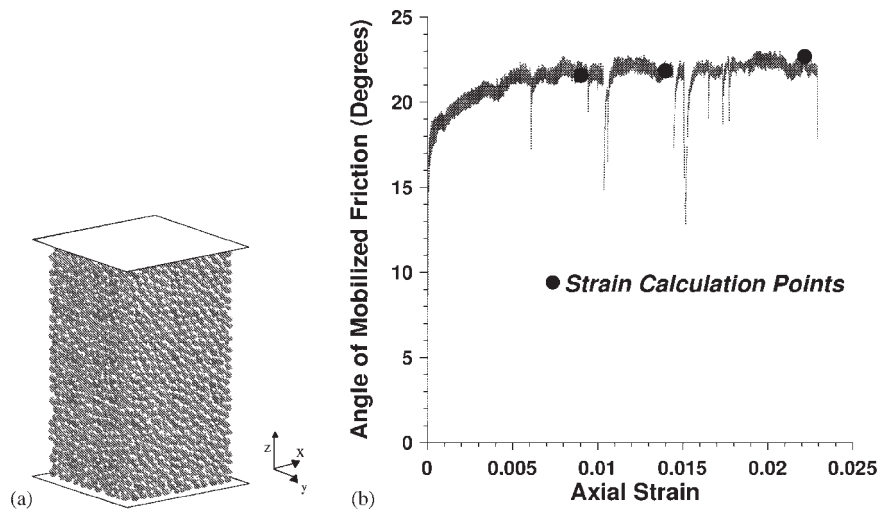 (a)
z
x
y
(b)
Angle of Mobilized Friction (Degrees)
25
20
15
10
5
0
Strain Calculation Points
0
0.005
0.01
0.015
0.02
0.025
Axial Strain